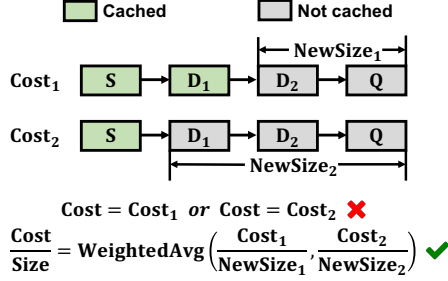 Cached Not cached
NewSize₁
Cost₁ S D₁ D₂ Q
Cost₂ S D₁ D₂ Q
NewSize₂
Cost = Cost₁ or Cost = Cost₂ ✖
Cost/Size = WeightedAvg(Cost₁/NewSize₁, Cost₂/NewSize₂) ✔